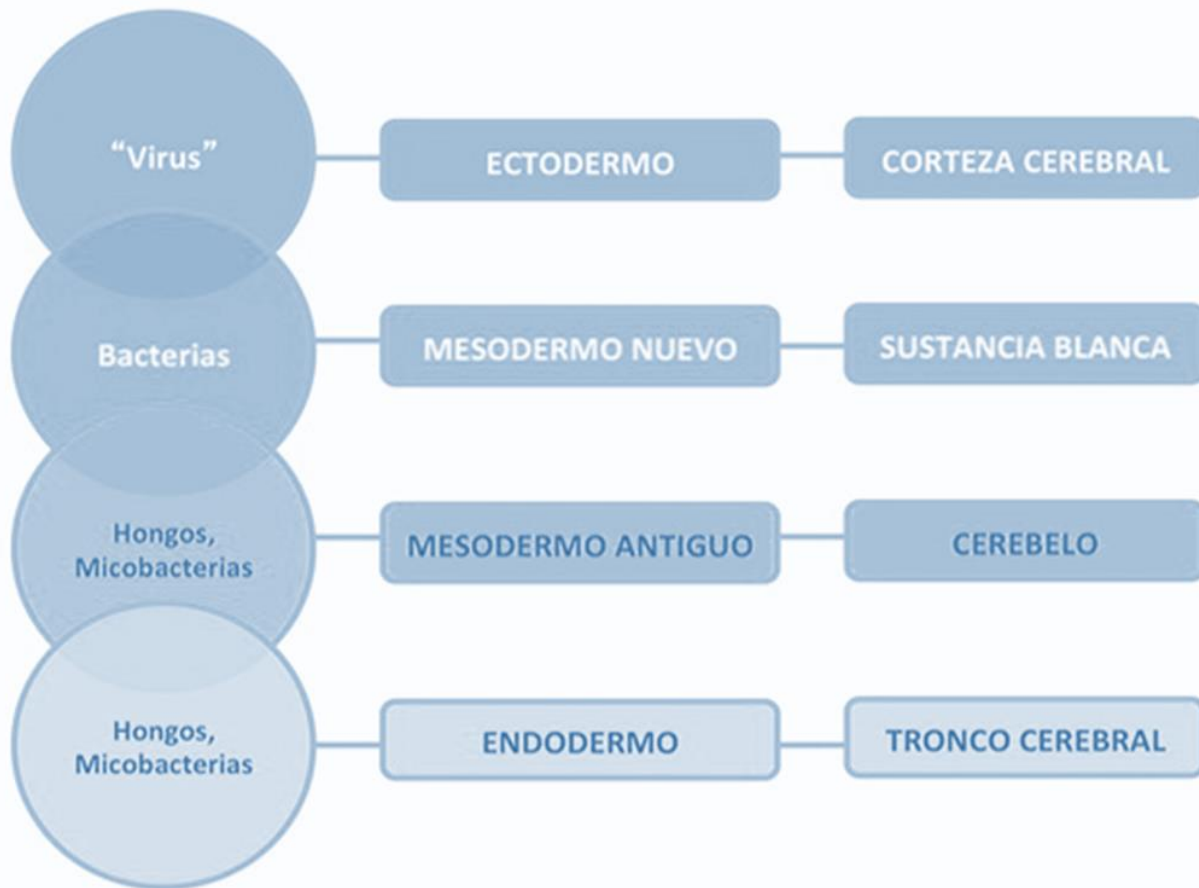 “Virus”
ECTODERMO
CORTEZA CEREBRAL
Bacterias
MESODERMO NUEVO
SUSTANCIA BLANCA
Hongos,
Micobacterias
MESODERMO ANTIGUO
CEREBELO
Hongos,
Micobacterias
ENDODERMO
TRONCO CEREBRAL